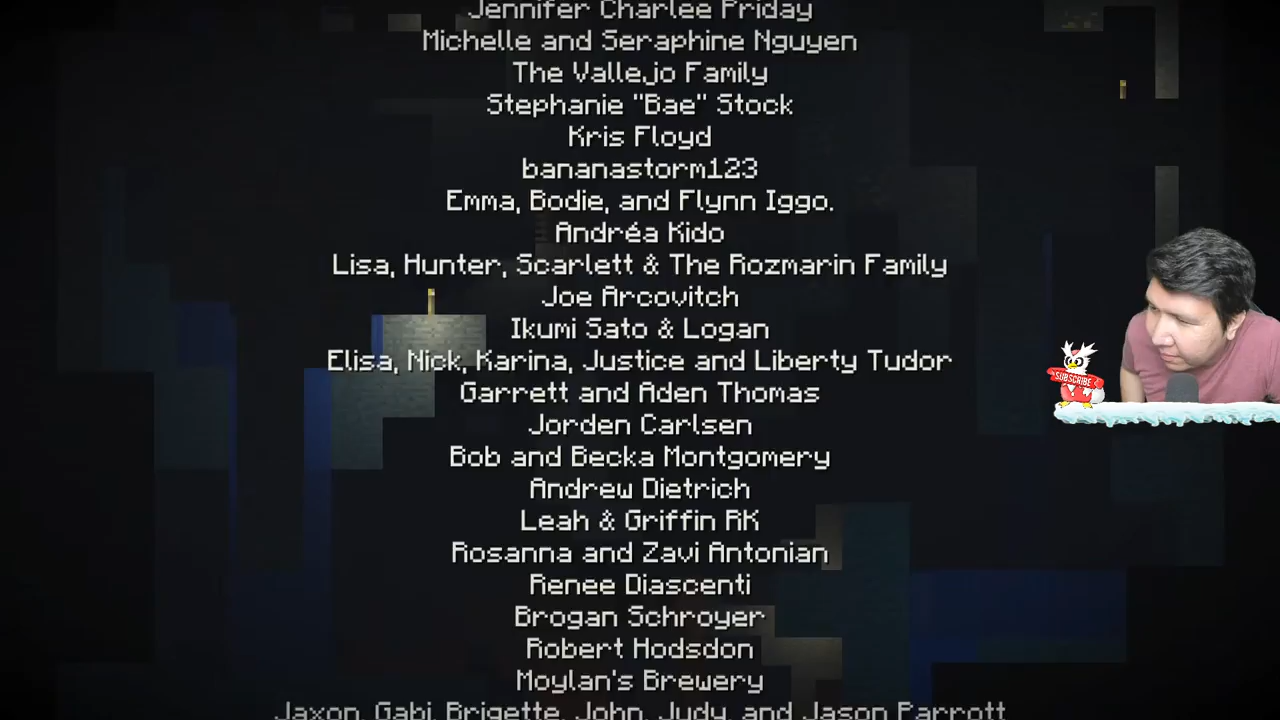 Jennifer Charlee Priday
Michelle and Seraphine Nguyen
The Vallejo Family
Stephanie "Bae" Stock
Kris Floyd
bananastorm123
Emma, Bodie, and Flynn Iggo.
Andréa Kido
Lisa, Hunter, Scarlett & The Rozmarin Family
Joe Arcovitch
Ikumi Sato & Logan
Elisa, Nick, Karina, Justice and Liberty Tudor
SUBSCRIBE
Garrett and Aden Thomas
Jorden Carlsen
Bob and Becka Montgomery
Andrew Dietrich
Leah & Griffin RK
Rosanna and Zavi Antonian
Renee Diascenti
Brogan Schroyer
Robert Hodsdon
Moylan's Brewery
Jaxon, Gabi, Brigette, John, Judy, and Jason Parrott